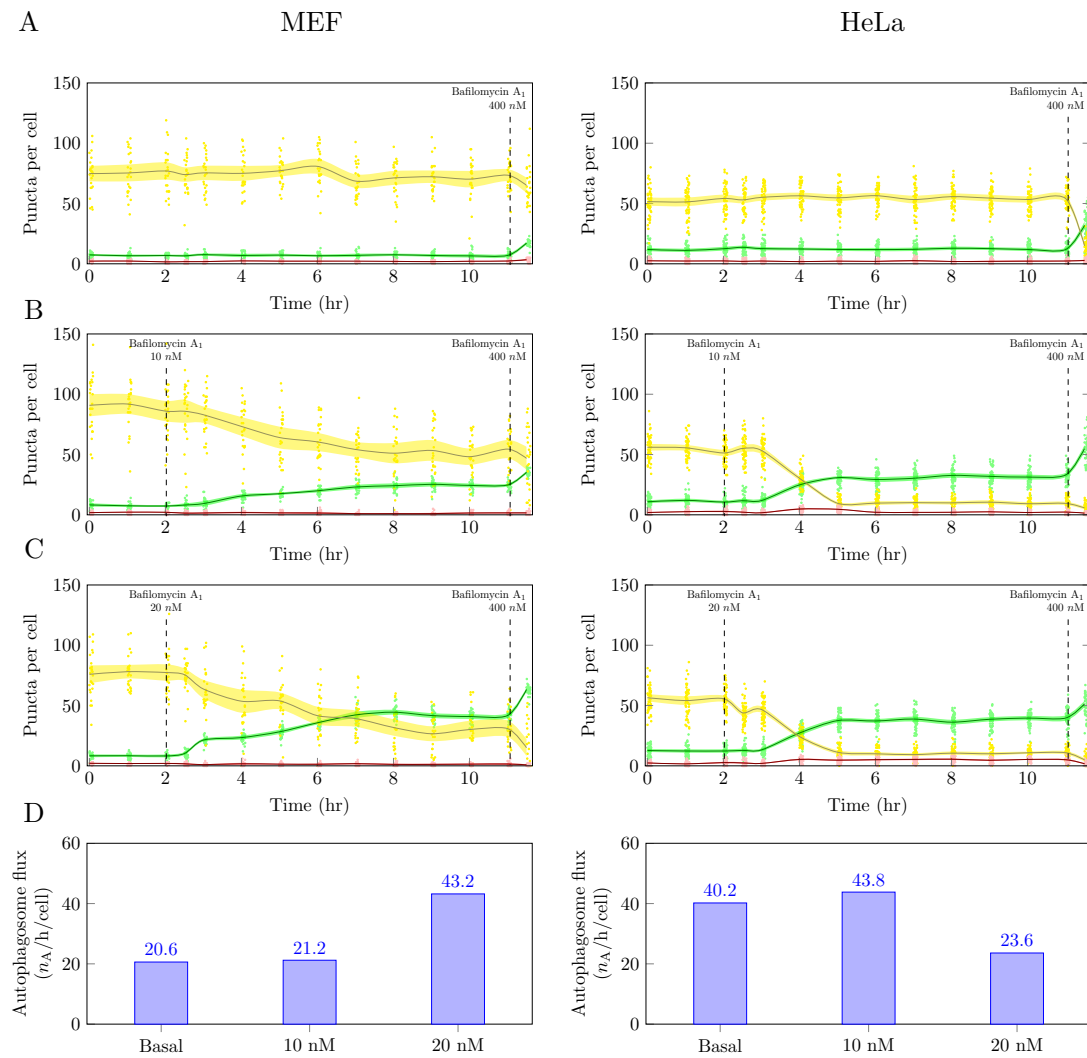 A
MEF
HeLa
150
100
50
0
Puncta per cell
Bafilomycin A₁
400 nM
0 2 4 6 8 10
Time (hr)
150
100
50
0
Puncta per cell
Bafilomycin A₁
400 nM
0 2 4 6 8 10
Time (hr)
B
150
100
50
0
Puncta per cell
Bafilomycin A₁
10 nM
Bafilomycin A₁
400 nM
0 2 4 6 8 10
Time (hr)
150
100
50
0
Puncta per cell
Bafilomycin A₁
10 nM
Bafilomycin A₁
400 nM
0 2 4 6 8 10
Time (hr)
C
150
100
50
0
Puncta per cell
Bafilomycin A₁
20 nM
Bafilomycin A₁
400 nM
0 2 4 6 8 10
Time (hr)
150
100
50
0
Puncta per cell
Bafilomycin A₁
20 nM
Bafilomycin A₁
400 nM
0 2 4 6 8 10
Time (hr)
D
60
40
20
0
Autophagosome flux
(n_A/h/cell)
20.6
21.2
43.2
Basal 10 nM 20 nM
60
40
20
0
Autophagosome flux
(n_A/h/cell)
40.2
43.8
23.6
Basal 10 nM 20 nM